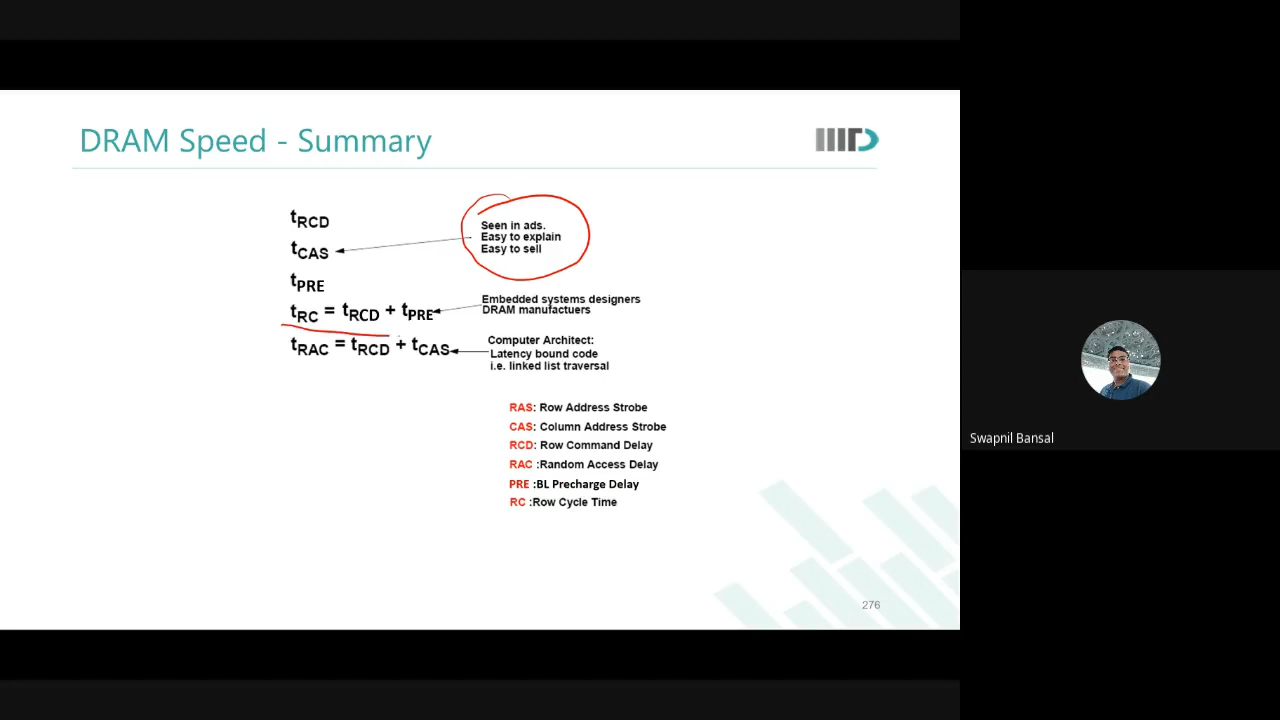 DRAM Speed - Summary
IIITD
tRCD
tCAS
Seen in ads.
Easy to explain
Easy to sell
tPRE
tRC = tRCD + tPRE
Embedded systems designers
DRAM manufactuers
tRAC = tRCD + tCAS
Computer Architect:
Latency bound code
i.e. linked list traversal
RAS: Row Address Strobe
CAS: Column Address Strobe
RCD: Row Command Delay
RAC :Random Access Delay
PRE :BL Precharge Delay
RC :Row Cycle Time
276
Swapnil Bansal